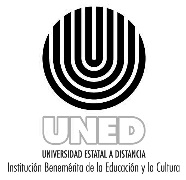 UNED
UNIVERSIDAD ESTATAL A DISTANCIA
Institución Benemérita de la Educación y la Cultura